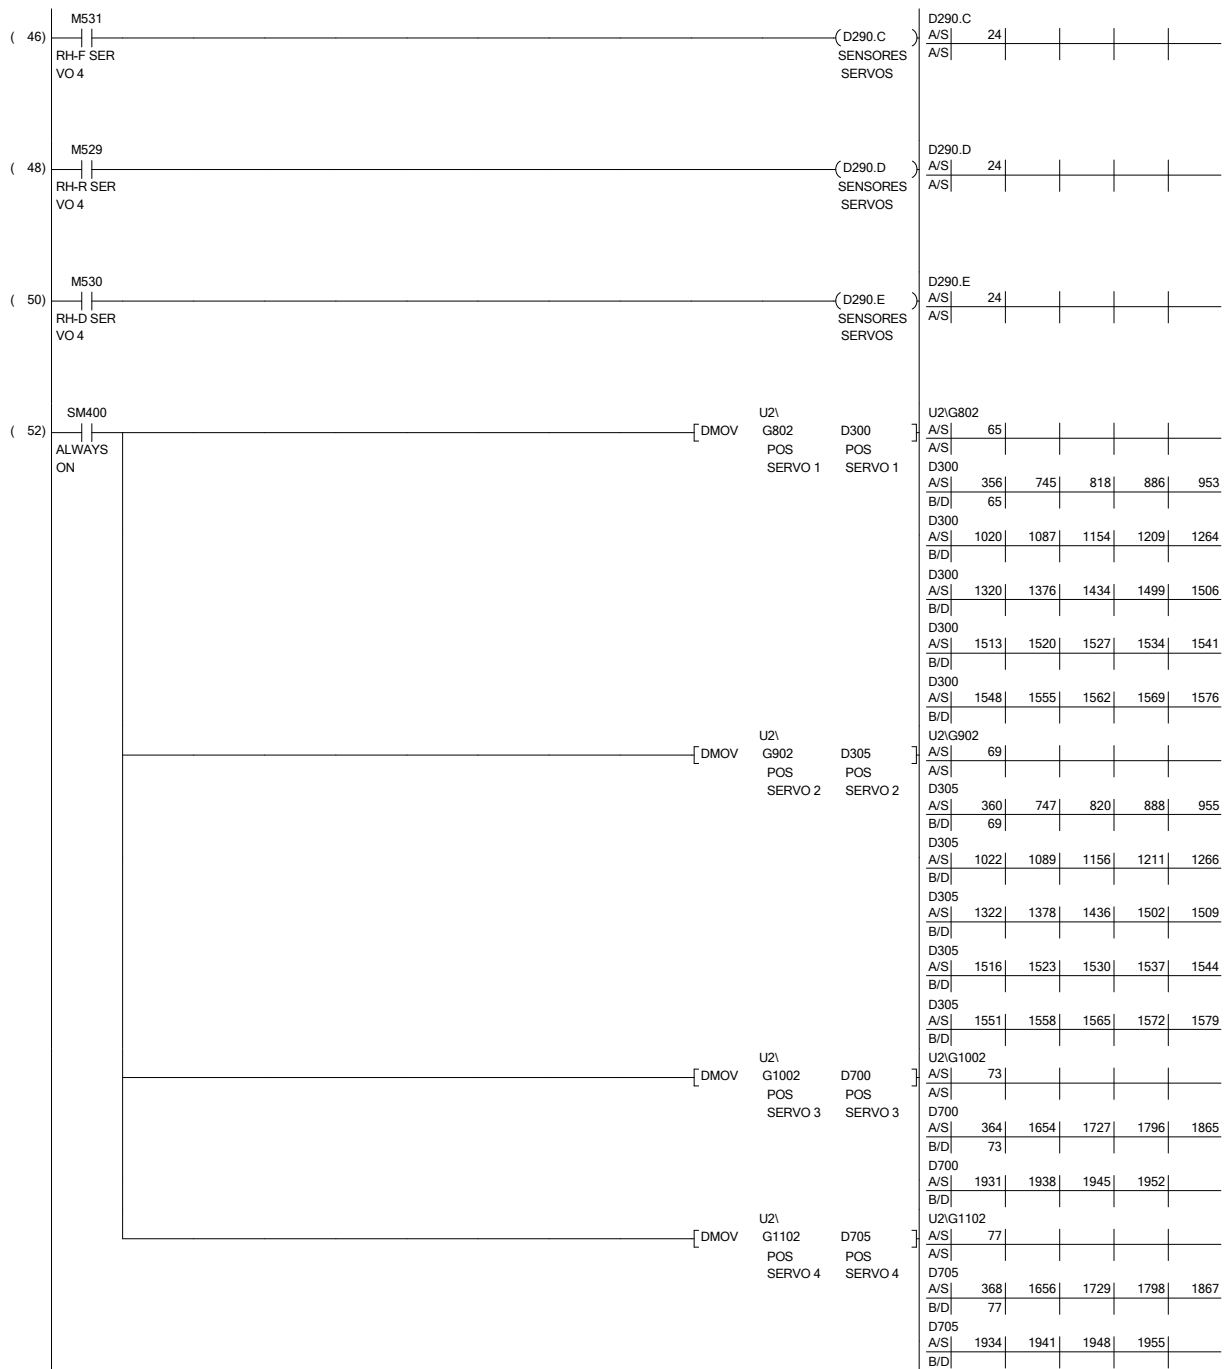 M531 D290.C
( 46) (D290.C ) A/S 24
RH-F SER SENSORES A/S
VO 4 SERVOS
M529 D290.D
( 48) (D290.D ) A/S 24
RH-R SER SENSORES A/S
VO 4 SERVOS
M530 D290.E
( 50) (D290.E ) A/S 24
RH-D SER SENSORES A/S
VO 4 SERVOS
SM400 U2\ U2\G802
( 52) [DMOV G802 D300 ] A/S 65
ALWAYS POS POS A/S
ON SERVO 1 SERVO 1 D300
A/S 356 745 818 886 953
B/D 65
D300
A/S 1020 1087 1154 1209 1264
B/D
D300
A/S 1320 1376 1434 1499 1506
B/D
D300
A/S 1513 1520 1527 1534 1541
B/D
D300
A/S 1548 1555 1562 1569 1576
B/D
U2\ U2\G902
[DMOV G902 D305 ] A/S 69
POS POS A/S
SERVO 2 SERVO 2 D305
A/S 360 747 820 888 955
B/D 69
D305
A/S 1022 1089 1156 1211 1266
B/D
D305
A/S 1322 1378 1436 1502 1509
B/D
D305
A/S 1516 1523 1530 1537 1544
B/D
D305
A/S 1551 1558 1565 1572 1579
B/D
U2\ U2\G1002
[DMOV G1002 D700 ] A/S 73
POS POS A/S
SERVO 3 SERVO 3 D700
A/S 364 1654 1727 1796 1865
B/D 73
D700
A/S 1931 1938 1945 1952
B/D
U2\ U2\G1102
[DMOV G1102 D705 ] A/S 77
POS POS A/S
SERVO 4 SERVO 4 D705
A/S 368 1656 1729 1798 1867
B/D 77
D705
A/S 1934 1941 1948 1955
B/D